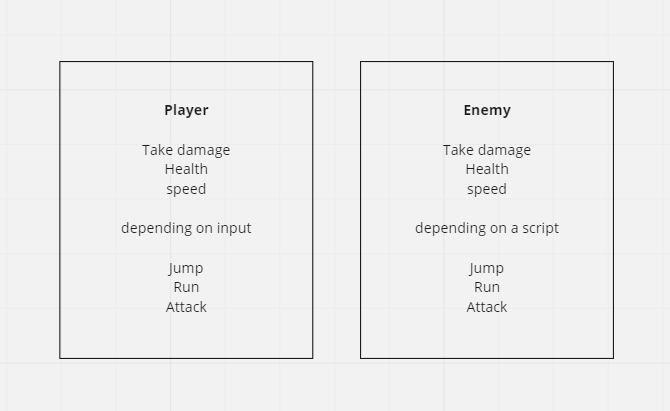 Player
Take damage
Health
speed
depending on input
Jump
Run
Attack
Enemy
Take damage
Health
speed
depending on a script
Jump
Run
Attack